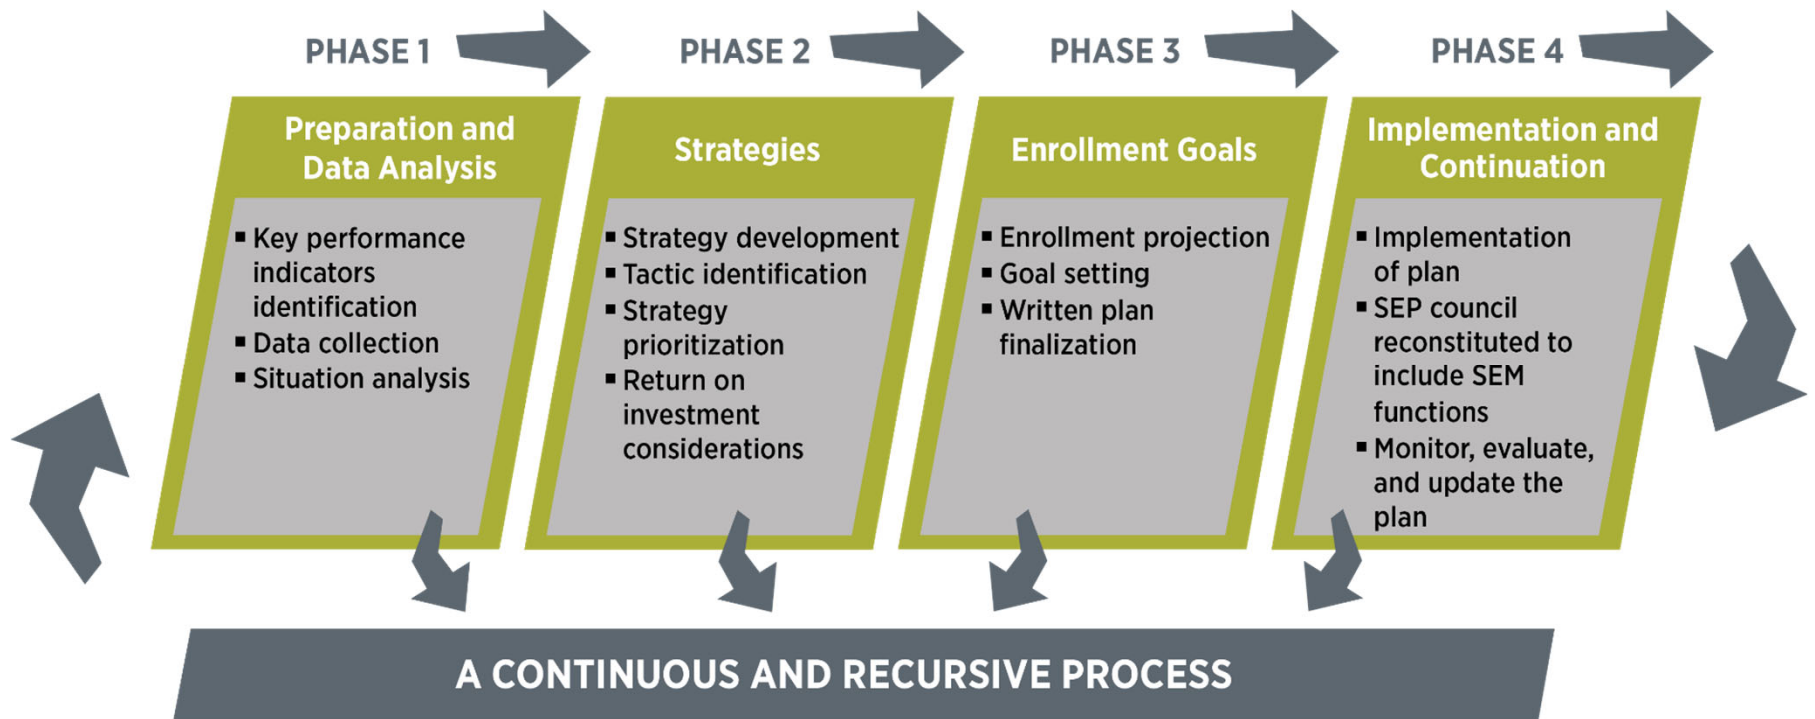 PHASE 1
PHASE 2
PHASE 3
PHASE 4
Preparation and
Data Analysis
▪ Key performance
indicators
identification
▪ Data collection
▪ Situation analysis
Strategies
▪ Strategy development
▪ Tactic identification
▪ Strategy
prioritization
▪ Return on
investment
considerations
Enrollment Goals
▪ Enrollment projection
▪ Goal setting
▪ Written plan
finalization
Implementation and
Continuation
▪ Implementation
of plan
▪ SEP council
reconstituted to
include SEM
functions
▪ Monitor, evaluate,
and update the
plan
A CONTINUOUS AND RECURSIVE PROCESS